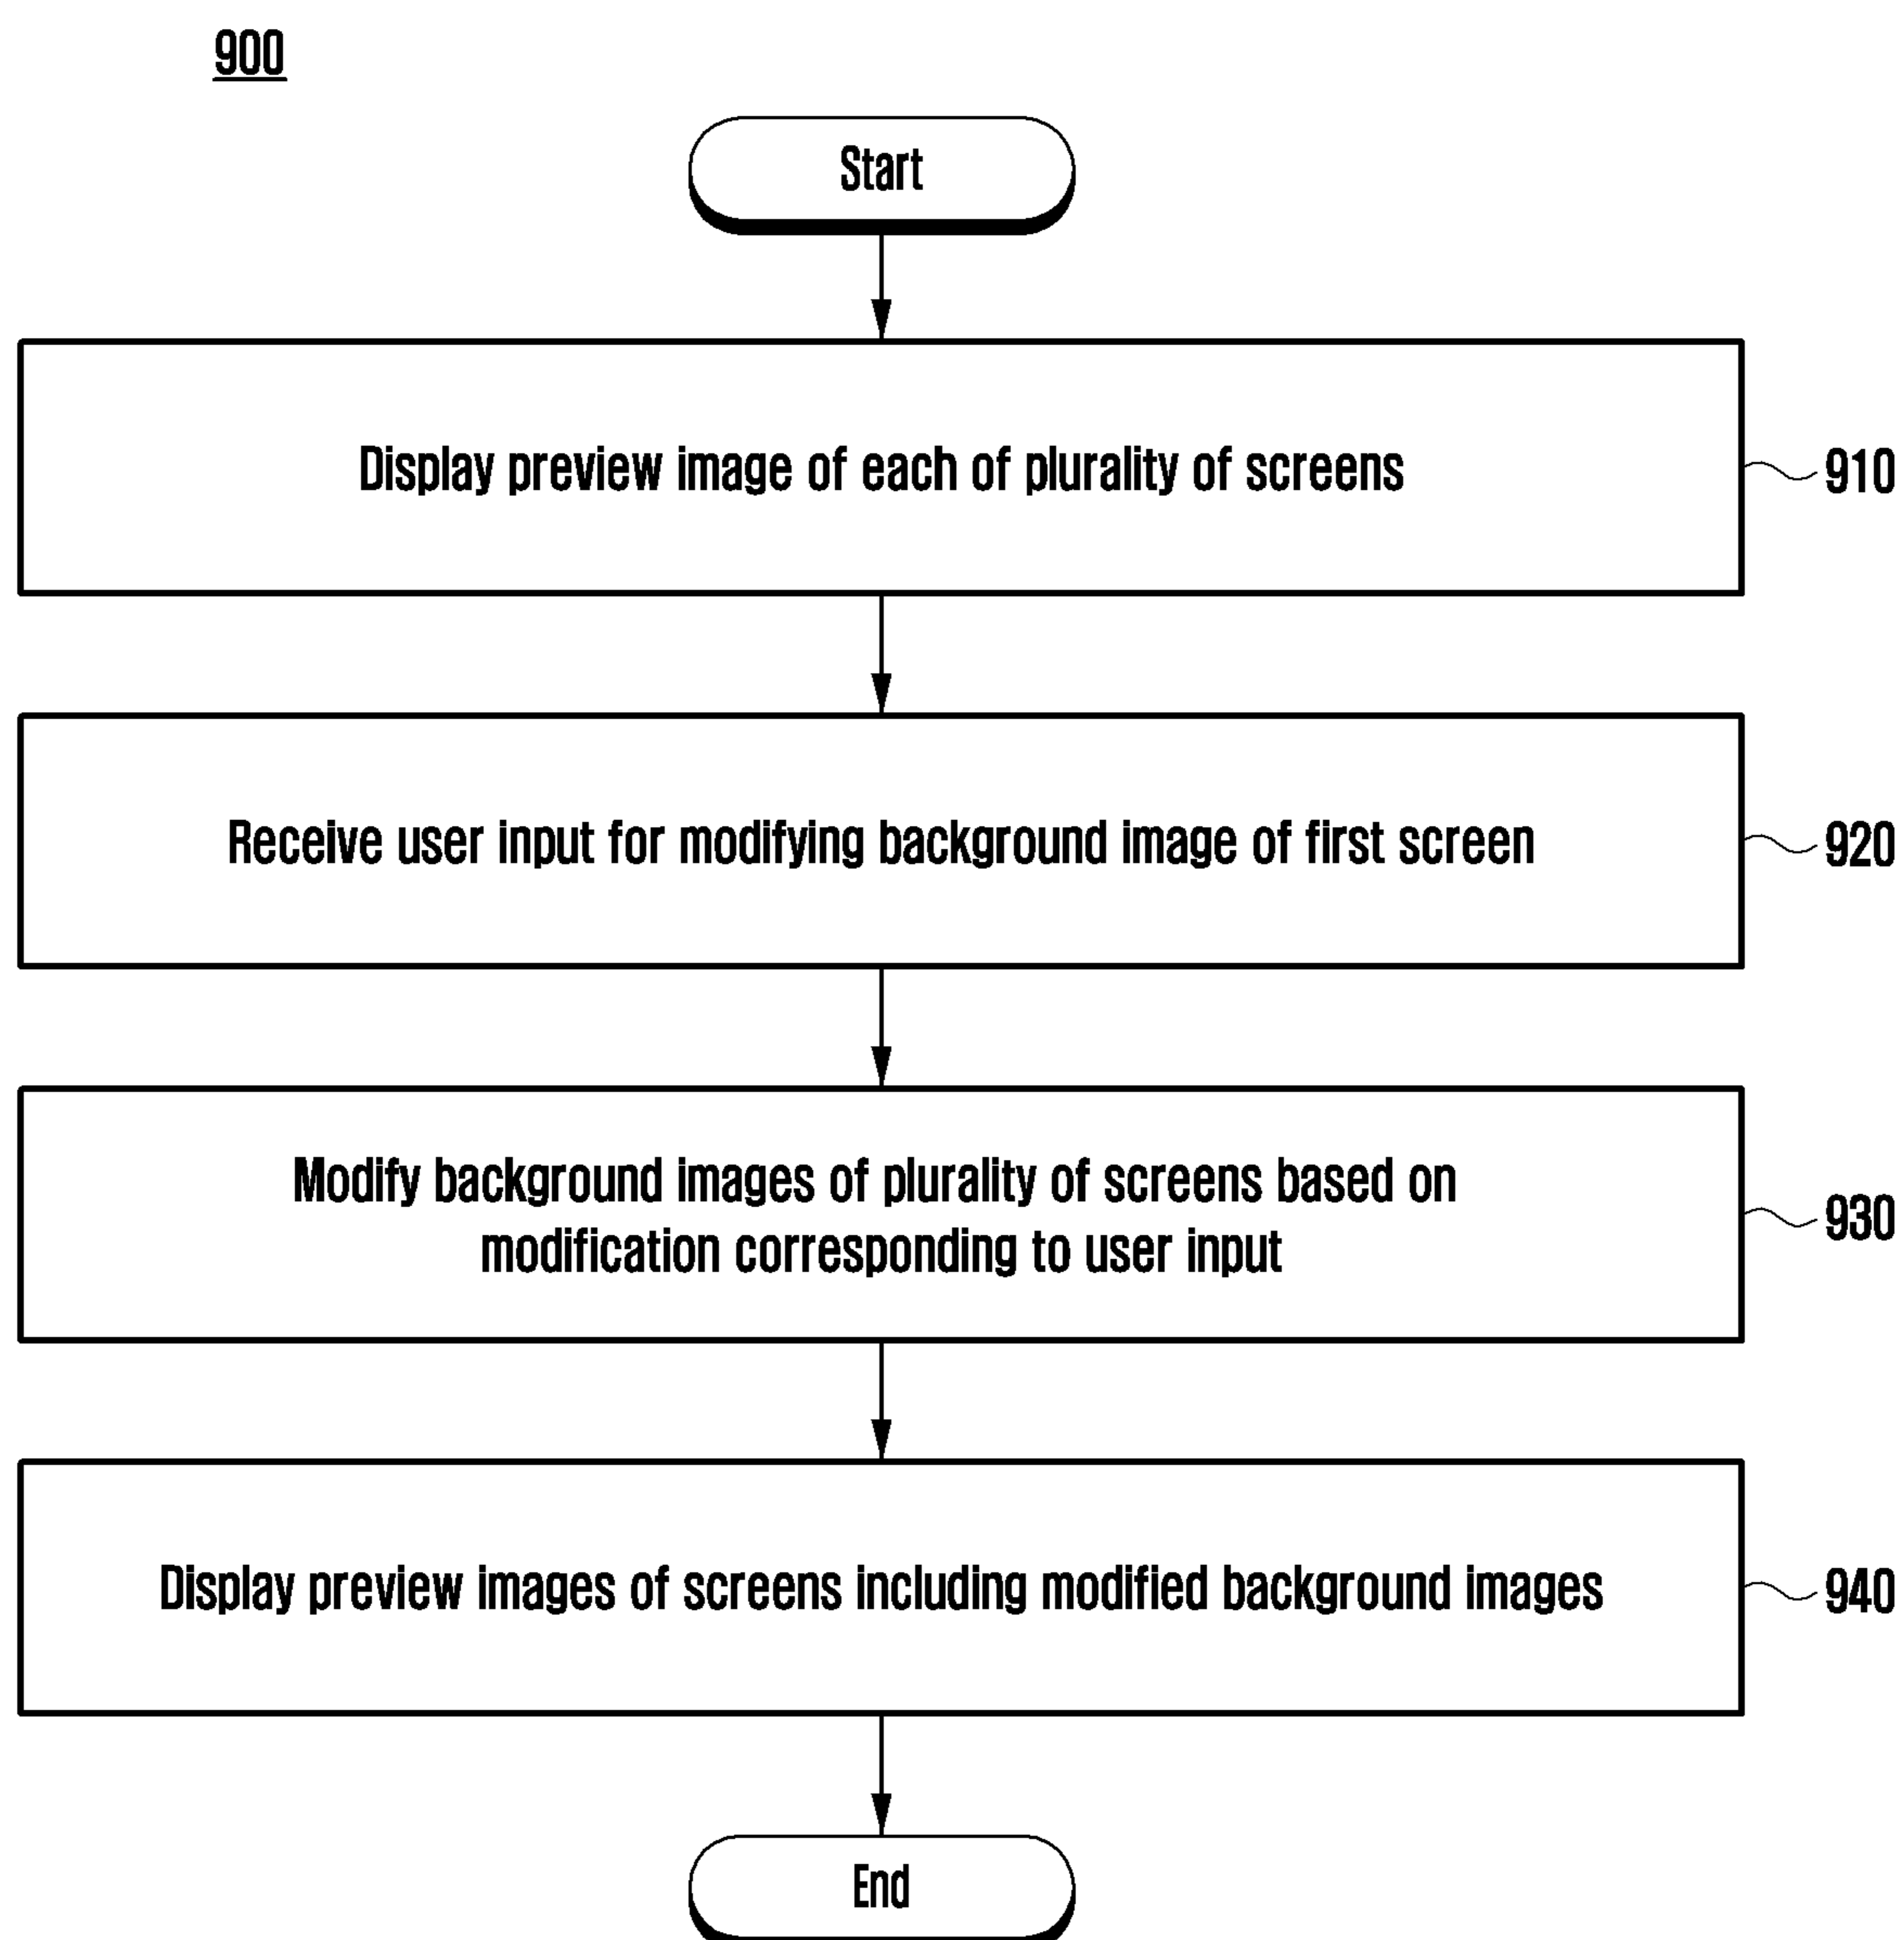 900
Start
Display preview image of each of plurality of screens
910
Receive user input for modifying background image of first screen
920
Modify background images of plurality of screens based on
modification corresponding to user input
930
Display preview images of screens including modified background images
940
End